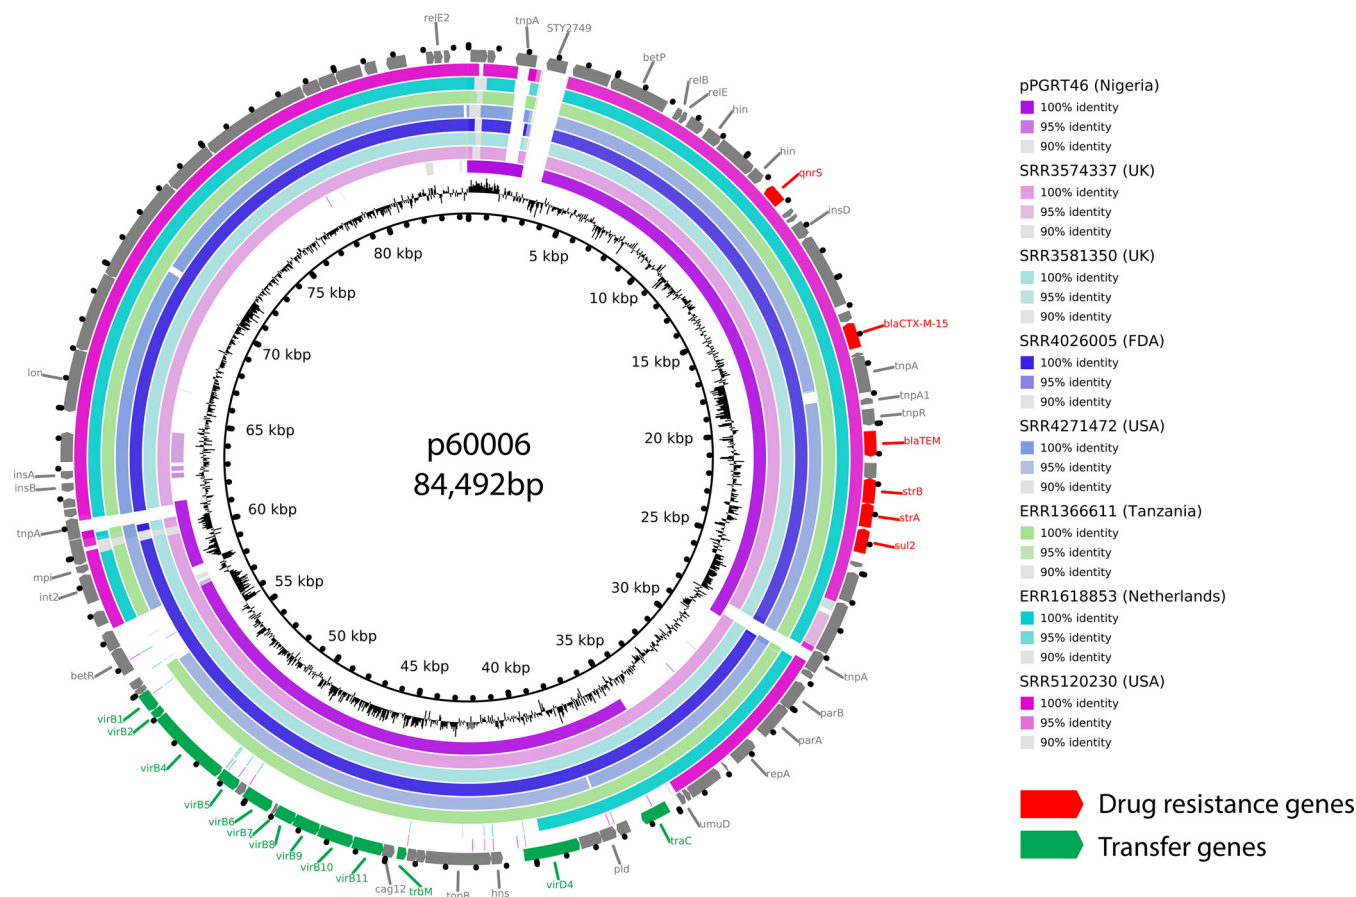 relE2
tnpA
STY2749
betP
relB
relE
hin
hin
qnrS
insD
blaCTX-M-15
tnpA
tnpA1
tnpR
blaTEM
strB
strA
sul2
tnpA
parB
parA
repA
umuD
traC
pld
virD4
hns
topB
trbM
cag12
virB11
virB10
virB9
virB8
virB7
virB6
virB5
virB4
virB2
virB1
betR
int2
mpi
tnpA
insB
insA
lon
5 kbp
10 kbp
15 kbp
20 kbp
25 kbp
30 kbp
35 kbp
40 kbp
45 kbp
50 kbp
55 kbp
60 kbp
65 kbp
70 kbp
75 kbp
80 kbp
p60006
84,492bp
pPGRT46 (Nigeria)
100% identity
95% identity
90% identity
SRR3574337 (UK)
100% identity
95% identity
90% identity
SRR3581350 (UK)
100% identity
95% identity
90% identity
SRR4026005 (FDA)
100% identity
95% identity
90% identity
SRR4271472 (USA)
100% identity
95% identity
90% identity
ERR1366611 (Tanzania)
100% identity
95% identity
90% identity
ERR1618853 (Netherlands)
100% identity
95% identity
90% identity
SRR5120230 (USA)
100% identity
95% identity
90% identity
Drug resistance genes
Transfer genes